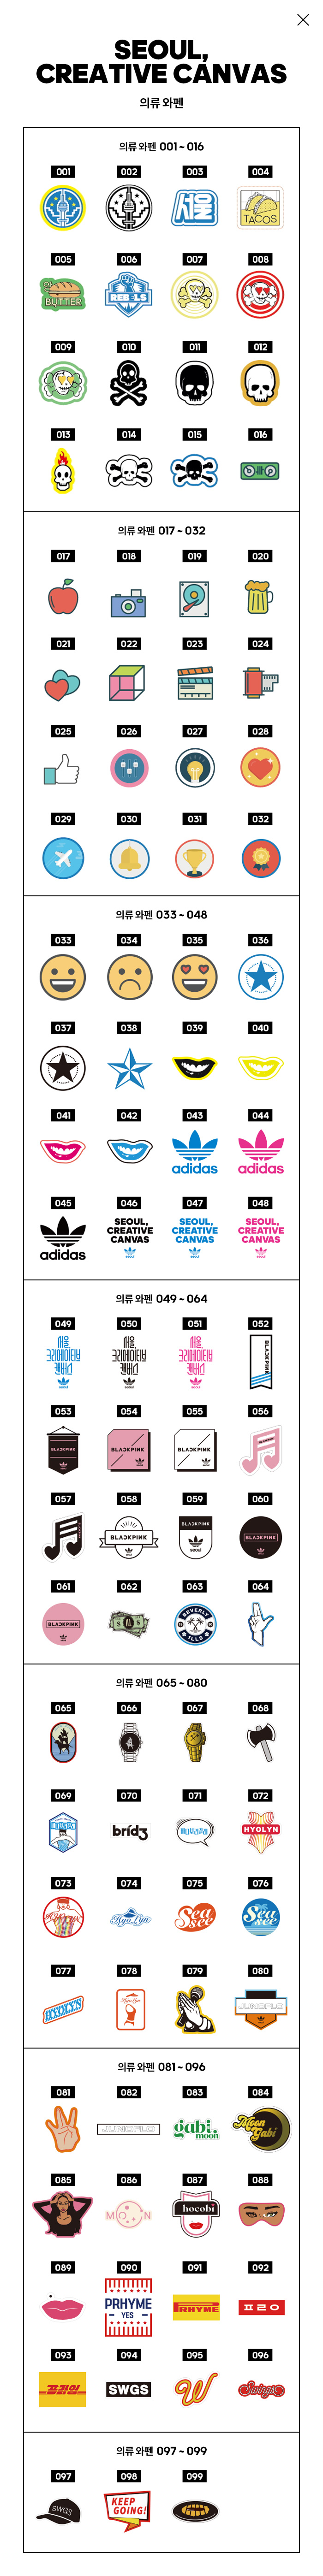 SEOUL,
CREATIVE CANVAS
의류 와펜
의류 와펜 001 ~ 016
001 002 003 004
서울
TACOS
005 006 007 008
BUTTER
009 010 011 012
013 014 015 016
의류 와펜 017 ~ 032
017 018 019 020
021 022 023 024
025 026 027 028
029 030 031 032
의류 와펜 033 ~ 048
033 034 035 036
037 038 039 040
041 042 043 044
adidas adidas
045 046 047 048
adidas
SEOUL, CREATIVE CANVAS
SEOUL, CREATIVE CANVAS
SEOUL, CREATIVE CANVAS
의류 와펜 049 ~ 064
049 050 051 052
서울 크리에이티브 캔버스
서울 크리에이티브 캔버스
서울 크리에이티브 캔버스
BLACKPINK
053 054 055 056
BLACKPINK BLACKPINK BLACKPINK
057 058 059 060
BLACKPINK BLACKPINK BLACKPINK
seoul
061 062 063 064
BLACKPINK
BEVERLY
의류 와펜 065 ~ 080
065 066 067 068
069 070 071 072
bríd3
HYOLYN
073 074 075 076
Hyo Lyn
Sea see
Sea see
077 078 079 080
JUNOFLO
의류 와펜 081 ~ 096
081 082 083 084
JUNOFLO
gabi moon
Moon Gabi
085 086 087 088
MOON
hocobi
089 090 091 092
PRHYME
YES
PRHYME
프라임
093 094 095 096
SWGS
W
Swings
의류 와펜 097 ~ 099
097 098 099
SWGS
KEEP GOING!